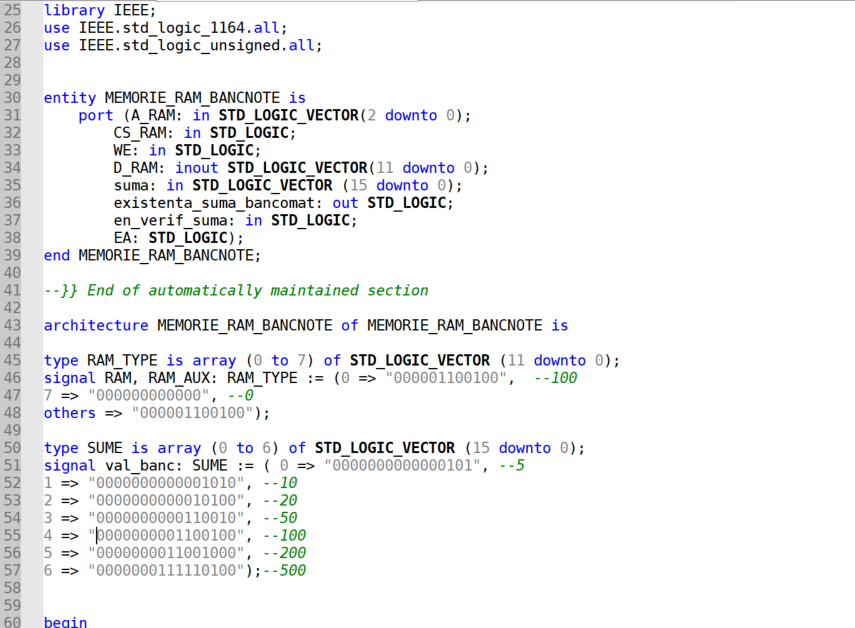 25 library IEEE;
26 use IEEE.std_logic_1164.all;
27 use IEEE.std_logic_unsigned.all;
28
29
30 entity MEMORIE_RAM_BANCNOTE is
31     port (A_RAM: in STD_LOGIC_VECTOR(2 downto 0);
32         CS_RAM: in STD_LOGIC;
33         WE: in STD_LOGIC;
34         D_RAM: inout STD_LOGIC_VECTOR(11 downto 0);
35         suma: in STD_LOGIC_VECTOR (15 downto 0);
36         existenta_suma_bancomat: out STD_LOGIC;
37         en_verif_suma: in STD_LOGIC;
38         EA: STD_LOGIC);
39 end MEMORIE_RAM_BANCNOTE;
40
41 --}} End of automatically maintained section
42
43 architecture MEMORIE_RAM_BANCNOTE of MEMORIE_RAM_BANCNOTE is
44
45 type RAM_TYPE is array (0 to 7) of STD_LOGIC_VECTOR (11 downto 0);
46 signal RAM, RAM_AUX: RAM_TYPE := (0 => "000001100100",  --100
47 7 => "000000000000", --0
48 others => "000001100100");
49
50 type SUME is array (0 to 6) of STD_LOGIC_VECTOR (15 downto 0);
51 signal val_banc: SUME := ( 0 => "0000000000000101", --5
52 1 => "0000000000001010", --10
53 2 => "0000000000010100", --20
54 3 => "0000000000110010", --50
55 4 => "0000000001100100", --100
56 5 => "0000000011001000", --200
57 6 => "0000000111110100");--500
58
59
60 begin